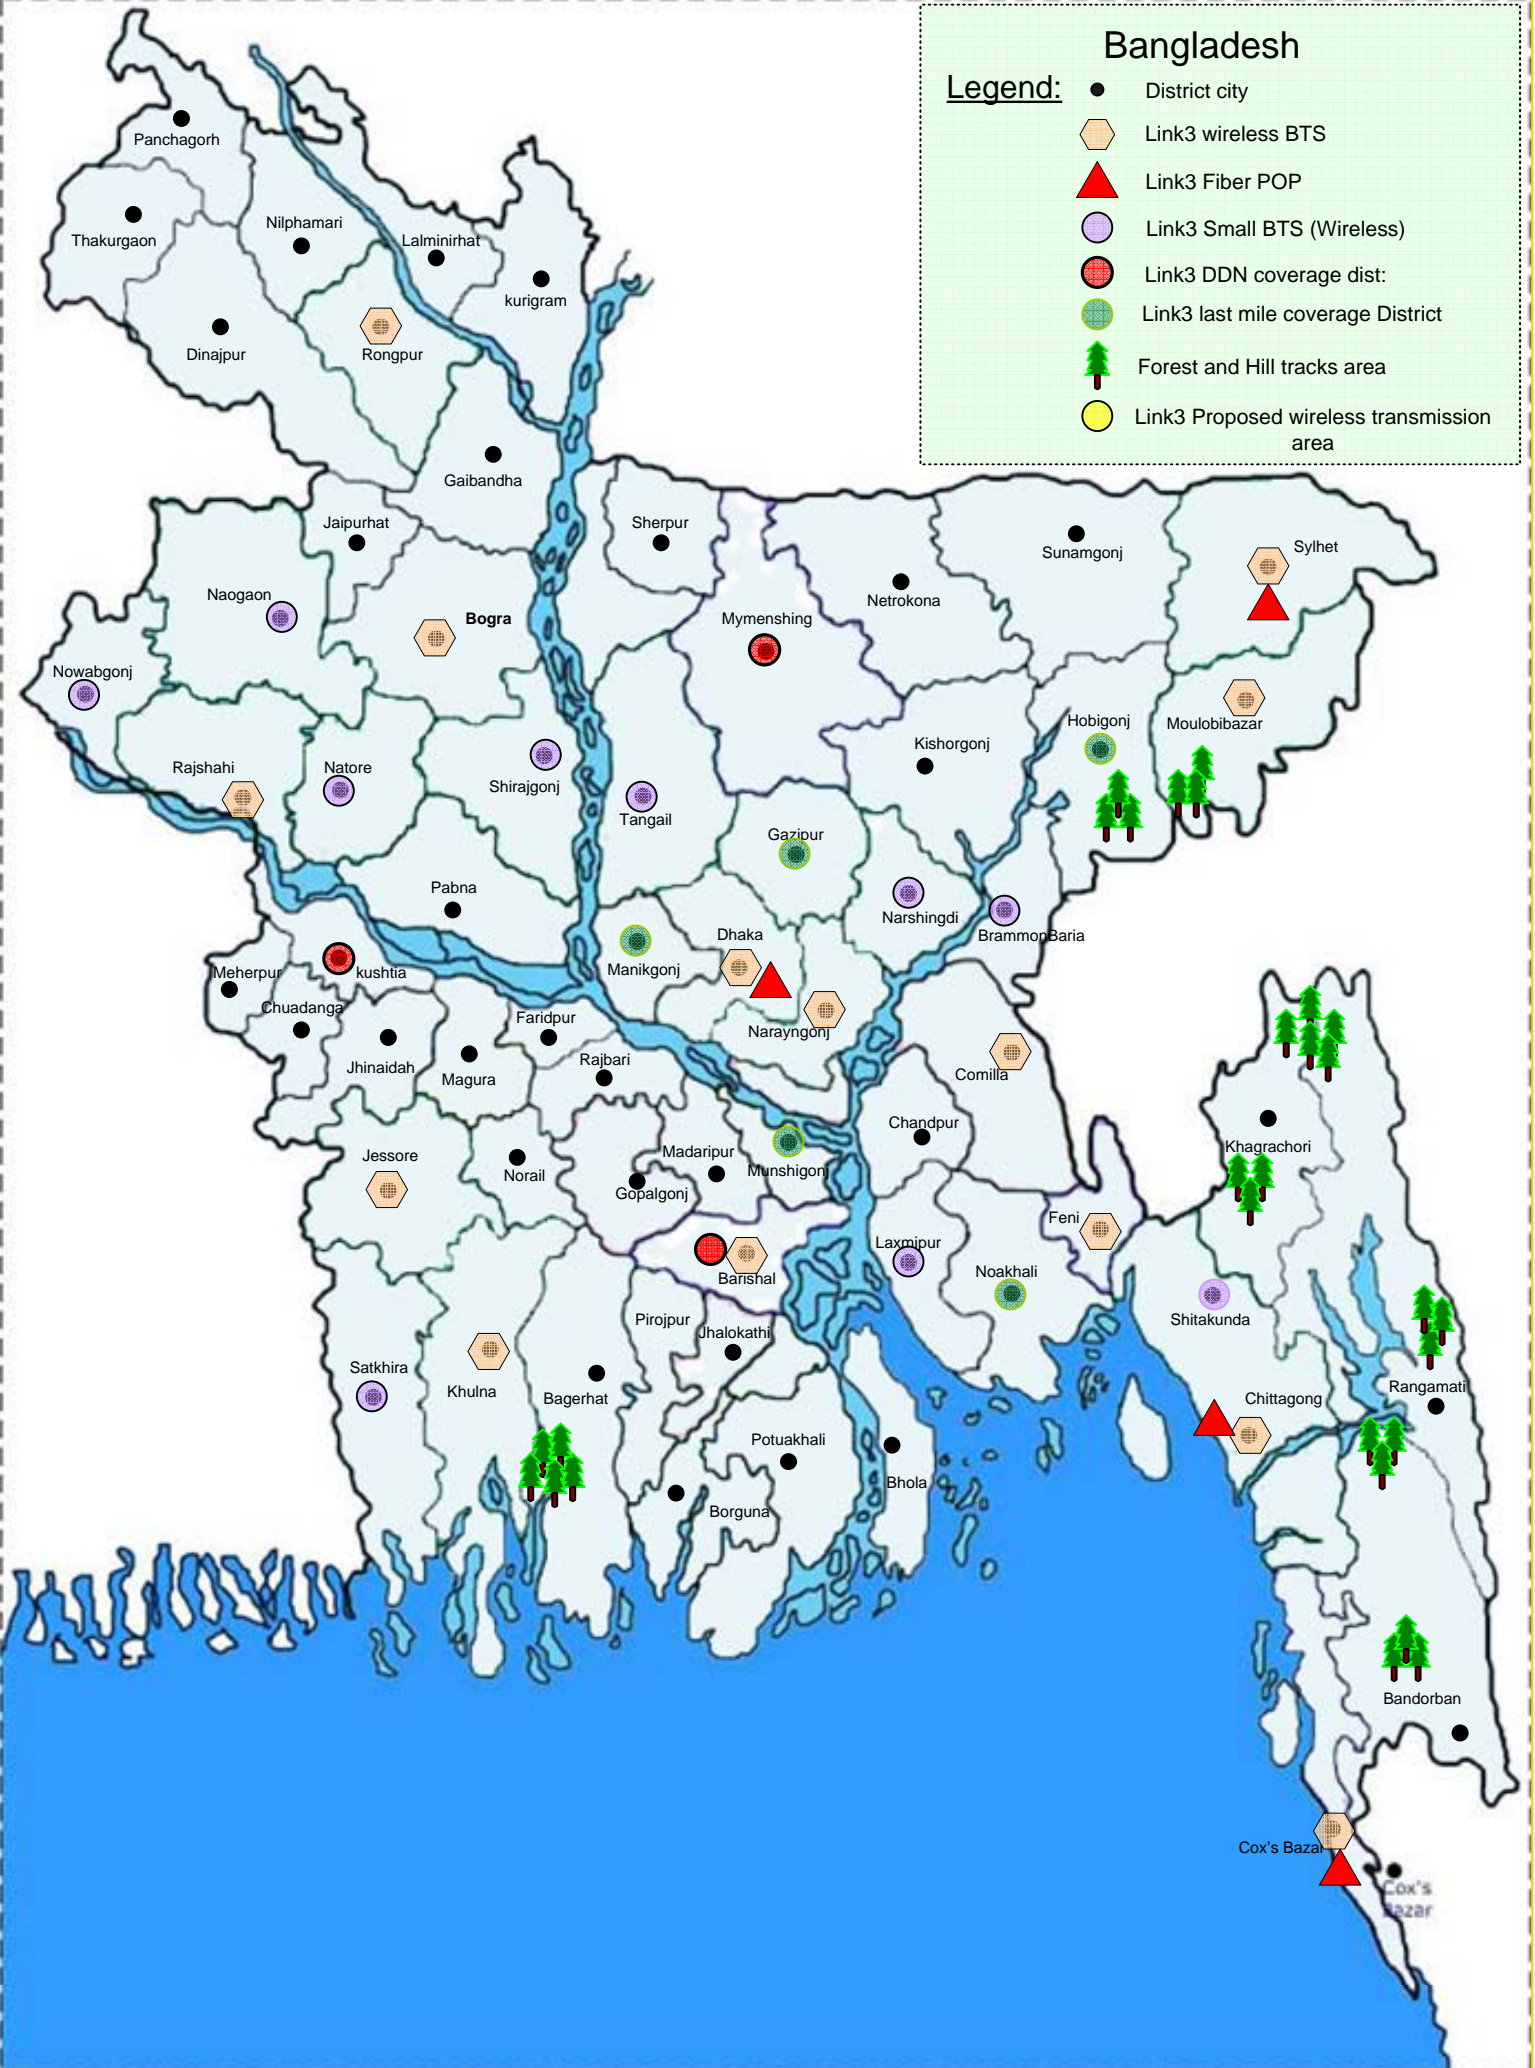 Bangladesh
Legend:
District city
Link3 wireless BTS
Link3 Fiber POP
Link3 Small BTS (Wireless)
Link3 DDN coverage dist:
Link3 last mile coverage District
Forest and Hill tracks area
Link3 Proposed wireless transmission
area
Panchagorh
Thakurgaon
Nilphamari
Lalminirhat
kurigram
Dinajpur
Rongpur
Gaibandha
Jaipurhat
Sherpur
Sunamgonj
Sylhet
Naogaon
Bogra
Mymenshing
Netrokona
Nowabgonj
Hobigonj
Moulobibazar
Rajshahi
Natore
Shirajgonj
Kishorgonj
Tangail
Gazipur
Pabna
Narshingdi
BrammonBaria
Dhaka
Manikgonj
Meherpur
kushtia
Chuadanga
Faridpur
Narayngonj
Jhinaidah
Magura
Rajbari
Comilla
Chandpur
Khagrachori
Jessore
Norail
Madaripur
Munshigonj
Gopalgonj
Feni
Laxmipur
Barishal
Noakhali
Pirojpur
Jhalokathi
Shitakunda
Satkhira
Khulna
Bagerhat
Chittagong
Rangamati
Potuakhali
Bhola
Borguna
Bandorban
Cox's Bazar
Cox's
Bazar